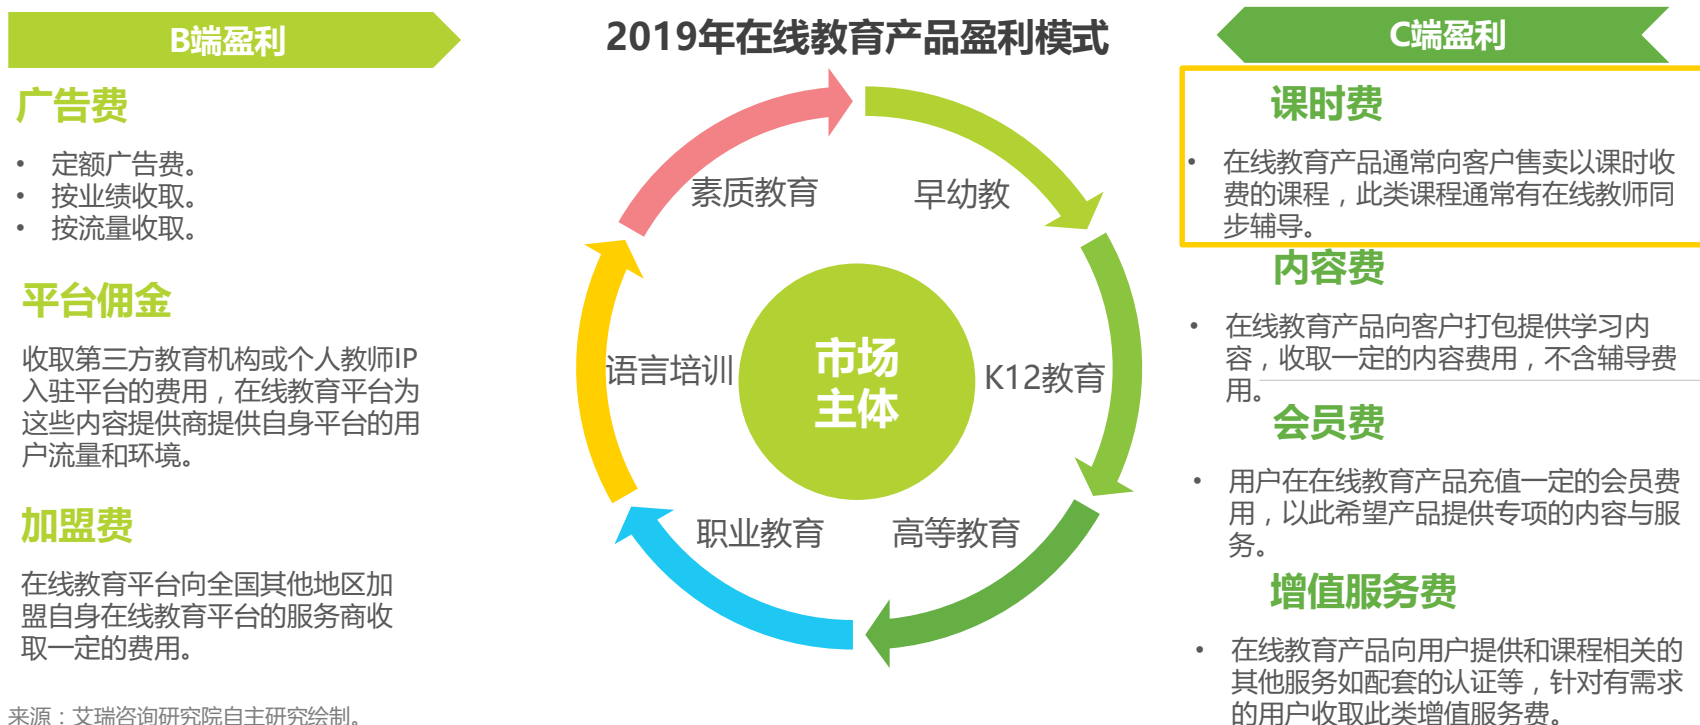 2019年在线教育产品盈利模式
B端盈利
广告费
• 定额广告费。
• 按业绩收取。
• 按流量收取。
平台佣金
收取第三方教育机构或个人教师IP
入驻平台的费用，在线教育平台为
这些内容提供商提供自身平台的用
户流量和环境。
加盟费
在线教育平台向全国其他地区加
盟自身在线教育平台的服务商收
取一定的费用。
素质教育
早幼教
语言培训
市场
主体
K12教育
职业教育
高等教育
C端盈利
课时费
• 在线教育产品通常向客户售卖以课时收
费的课程，此类课程通常有在线教师同
步辅导。
内容费
• 在线教育产品向客户打包提供学习内
容，收取一定的内容费用，不含辅导费
用。
会员费
• 用户在在线教育产品充值一定的会员费
用，以此希望产品提供专项的内容与服
务。
增值服务费
• 在线教育产品向用户提供和课程相关的
其他服务如配套的认证等，针对有需求
的用户收取此类增值服务费。
来源：艾瑞咨询研究院自主研究绘制。